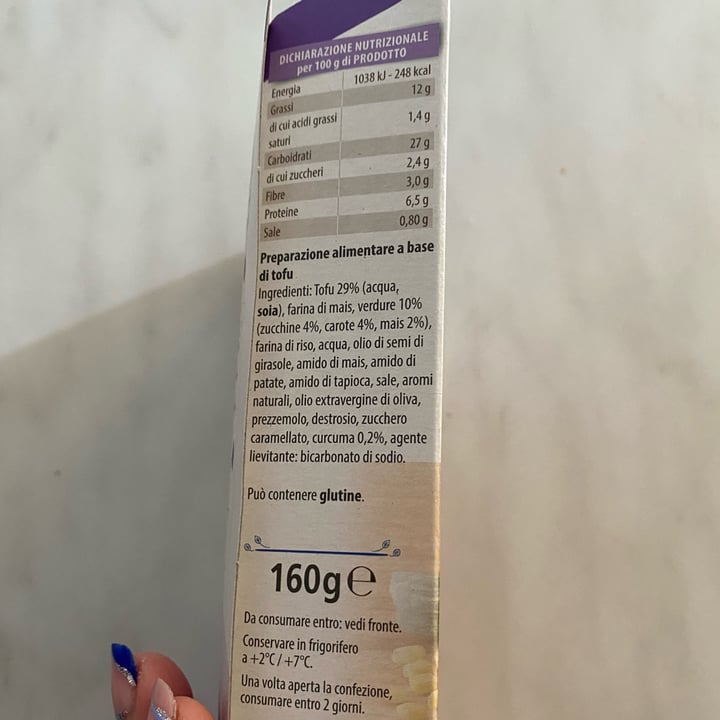 DICHIARAZIONE NUTRIZIONALE
per 100 g di PRODOTTO
Energia 1038 kJ - 248 kcal
Grassi 12 g
di cui acidi grassi
saturi 1,4 g
Carboidrati 27 g
di cui zuccheri 2,4 g
Fibre 3,0 g
Proteine 6,5 g
Sale 0,80 g
Preparazione alimentare a base
di tofu
Ingredienti: Tofu 29% (acqua,
soia), farina di mais, verdure 10%
(zucchine 4%, carote 4%, mais 2%),
farina di riso, acqua, olio di semi di
girasole, amido di mais, amido di
patate, amido di tapioca, sale, aromi
naturali, olio extravergine di oliva,
prezzemolo, destrosio, zucchero
caramellato, curcuma 0,2%, agente
lievitante: bicarbonato di sodio.
Può contenere glutine.
160g e
Da consumare entro: vedi fronte.
Conservare in frigorifero
a +2°C/+7°C.
Una volta aperta la confezione,
consumare entro 2 giorni.